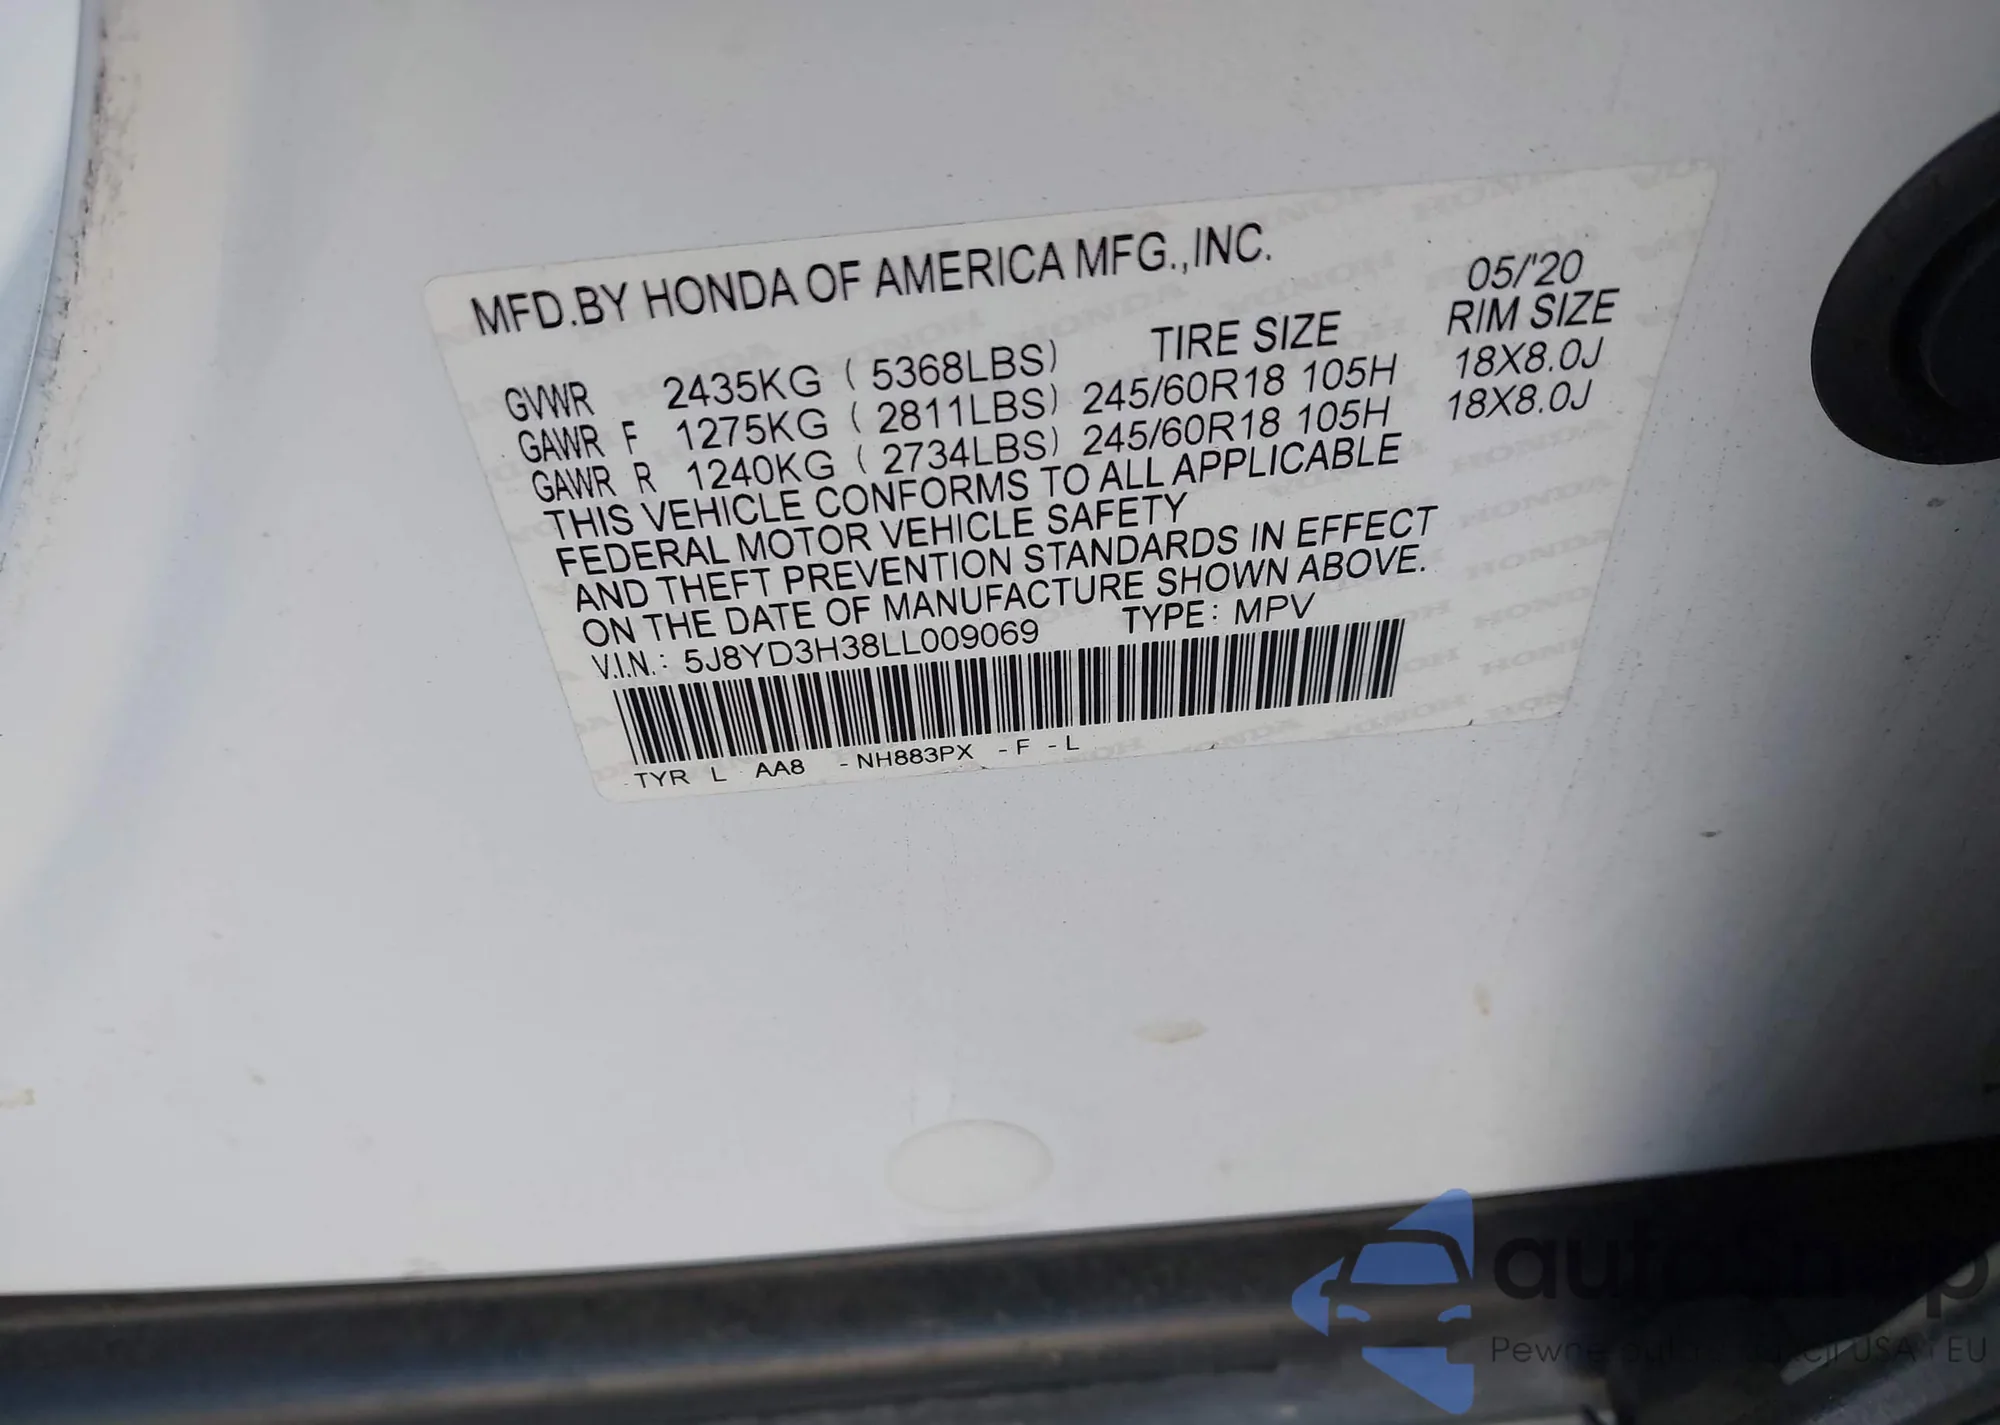 MFD.BY HONDA OF AMERICA MFG.,INC.
05/'20
TIRE SIZE RIM SIZE
GVWR 2435KG ( 5368LBS)
GAWR F 1275KG ( 2811LBS) 245/60R18 105H 18X8.0J
GAWR R 1240KG ( 2734LBS) 245/60R18 105H 18X8.0J
THIS VEHICLE CONFORMS TO ALL APPLICABLE
FEDERAL MOTOR VEHICLE SAFETY
AND THEFT PREVENTION STANDARDS IN EFFECT
ON THE DATE OF MANUFACTURE SHOWN ABOVE.
V.I.N.: 5J8YD3H38LL009069 TYPE: MPV
TYR L AA8 - NH883PX - F - L
Pewne USA i EU